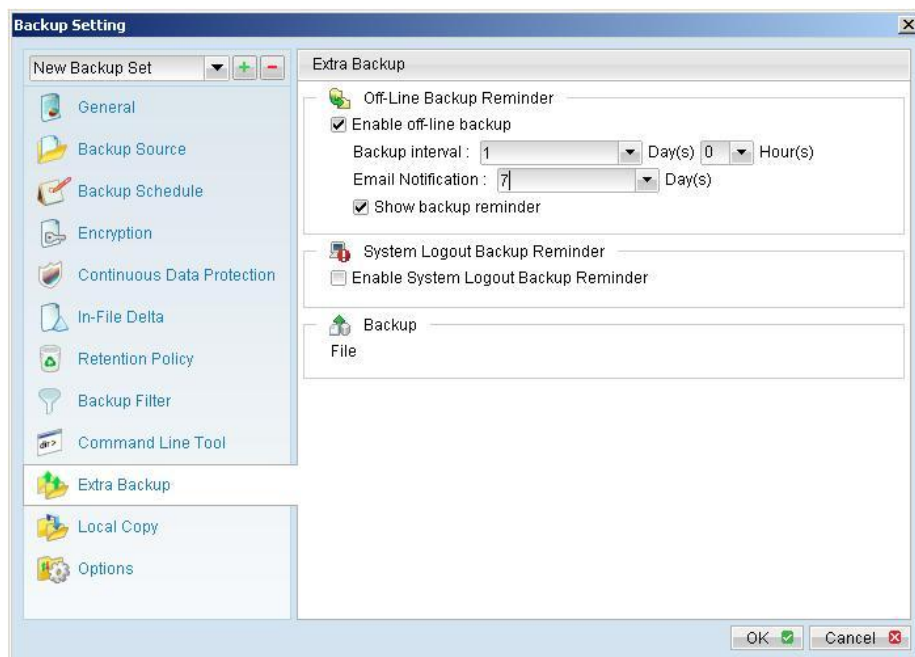 Backup Setting
New Backup Set
General
Backup Source
Backup Schedule
Encryption
Continuous Data Protection
In-File Delta
Retention Policy
Backup Filter
Command Line Tool
Extra Backup
Local Copy
Options
Extra Backup
Off-Line Backup Reminder
Enable off-line backup
Backup interval : 1 Day(s) 0 Hour(s)
Email Notification : 7 Day(s)
Show backup reminder
System Logout Backup Reminder
Enable System Logout Backup Reminder
Backup
File
OK Cancel